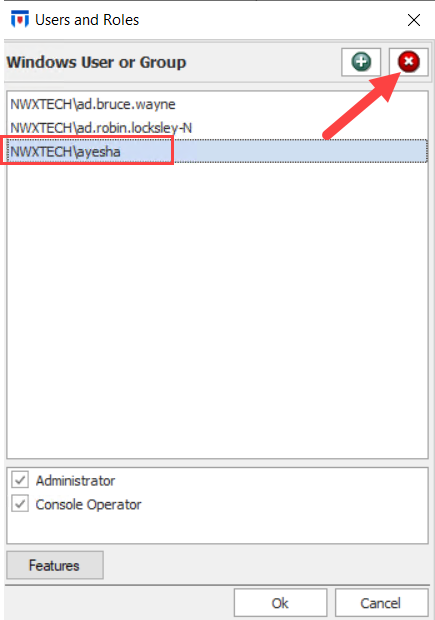 Users and Roles
Windows User or Group
NWXTECH\ad.bruce.wayne
NWXTECH\ad.robin.locksley-N
NWXTECH\ayesha
Administrator
Console Operator
Features
Ok Cancel